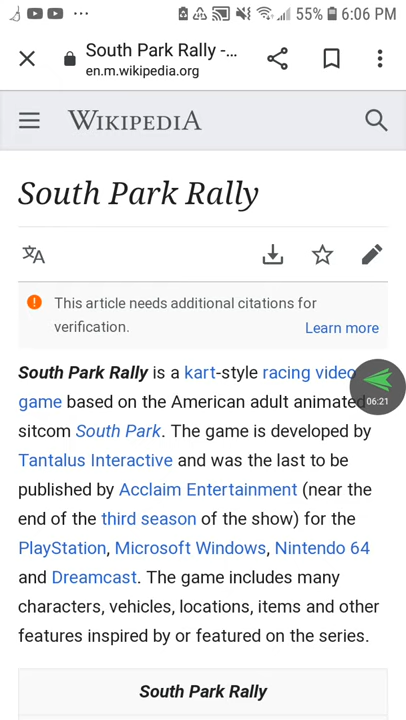 55% 6:06 PM
South Park Rally -...
en.m.wikipedia.org
WIKIPEDIA
South Park Rally
This article needs additional citations for
verification. Learn more
South Park Rally is a kart-style racing video
game based on the American adult animated
06:21
sitcom South Park. The game is developed by
Tantalus Interactive and was the last to be
published by Acclaim Entertainment (near the
end of the third season of the show) for the
PlayStation, Microsoft Windows, Nintendo 64
and Dreamcast. The game includes many
characters, vehicles, locations, items and other
features inspired by or featured on the series.
South Park Rally